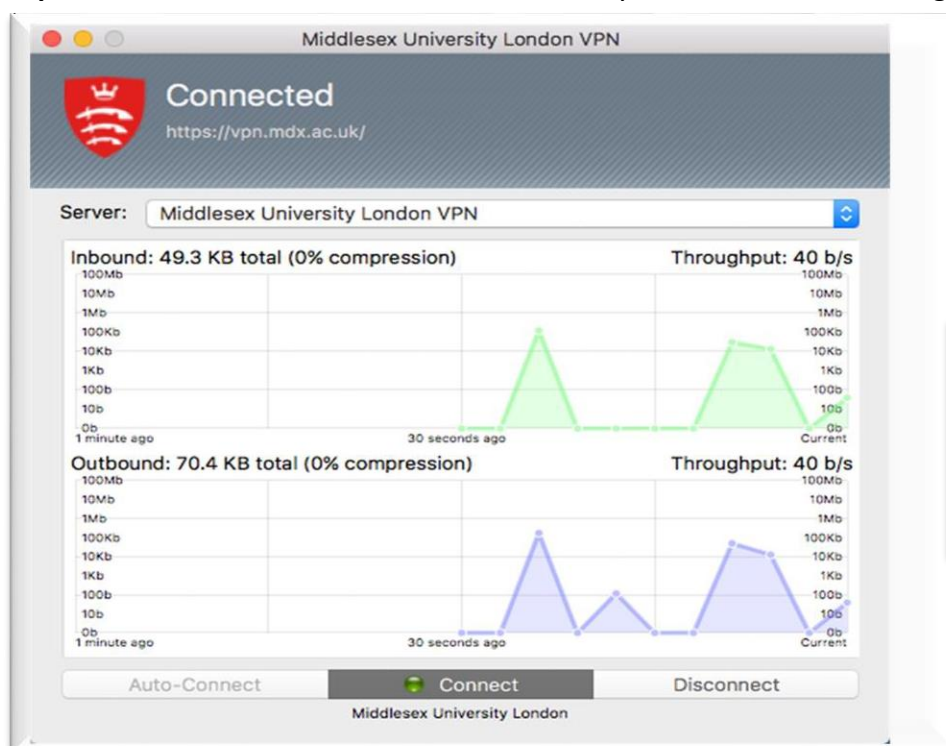 Middlesex University London VPN
Connected
https://vpn.mdx.ac.uk/
Server: Middlesex University London VPN
Inbound: 49.3 KB total (0% compression) Throughput: 40 b/s
100Mb 100Mb
10Mb 10Mb
1Mb 1Mb
100Kb 100Kb
10Kb 10Kb
1Kb 1Kb
100b 100b
10b 10b
0b 0b
1 minute ago 30 seconds ago Current
Outbound: 70.4 KB total (0% compression) Throughput: 40 b/s
100Mb 100Mb
10Mb 10Mb
1Mb 1Mb
100Kb 100Kb
10Kb 10Kb
1Kb 1Kb
100b 100b
10b 10b
0b 0b
1 minute ago 30 seconds ago Current
Auto-Connect Connect Disconnect
Middlesex University London